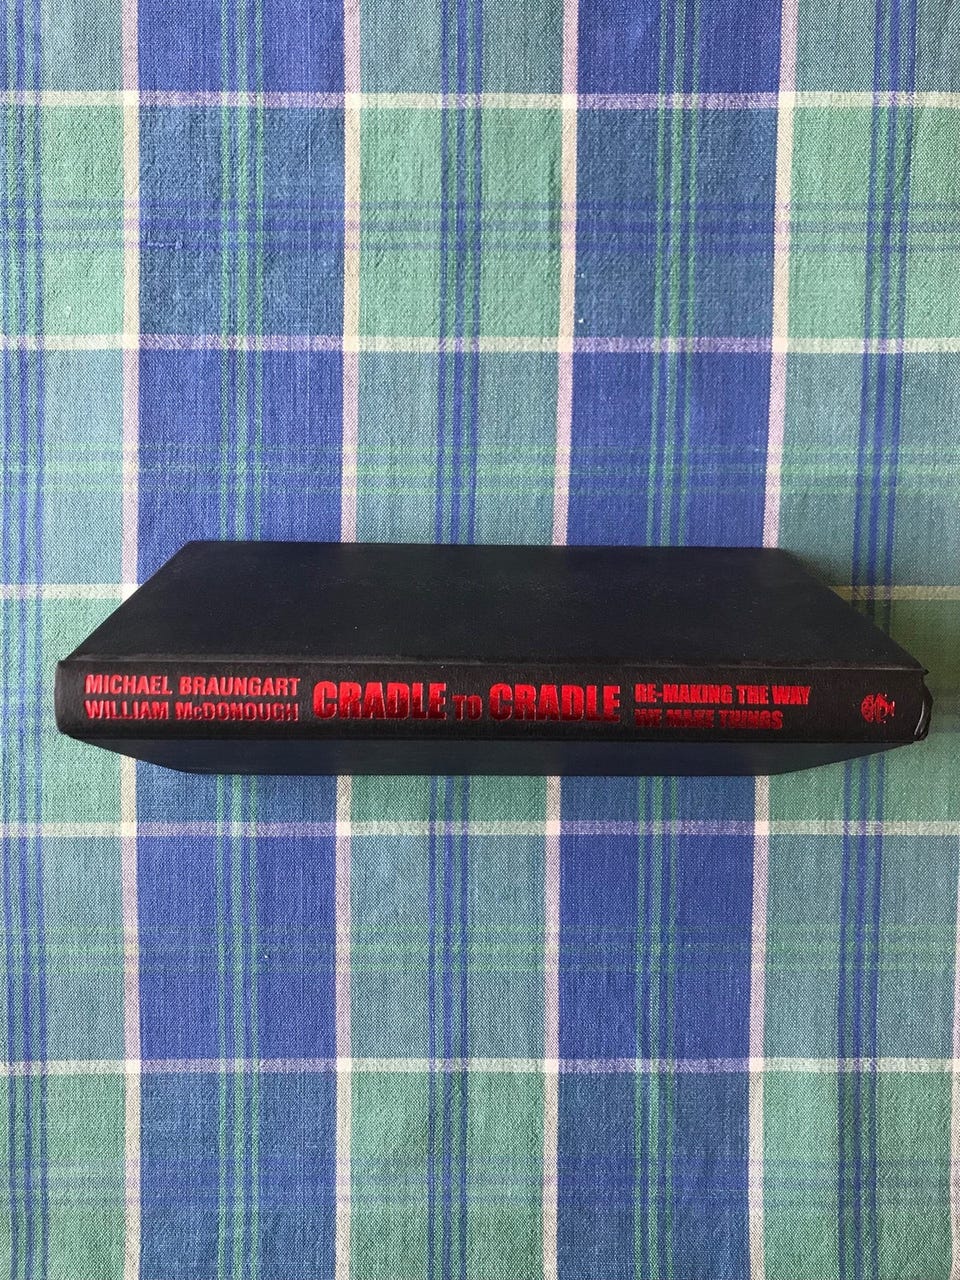 MICHAEL BRAUNGART
WILLIAM McDONOUGH
CRADLE TO CRADLE
RE-MAKING THE WAY
WE MAKE THINGS